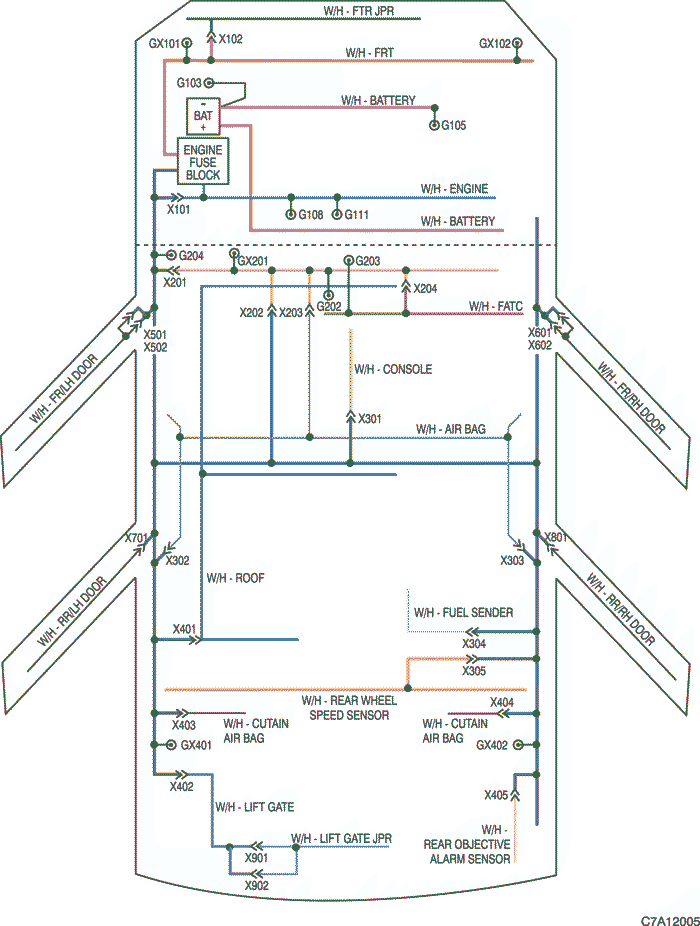 W/H - FTR JPR
GX101
X102
GX102
W/H - FRT
G103
W/H - BATTERY
-
BAT
+
G105
ENGINE
FUSE
BLOCK
W/H - ENGINE
X101
G108
G111
W/H - BATTERY
G204
GX201
G203
X201
G202
X204
X202
X203
W/H - FATC
X501
X502
X601
X602
W/H - FR/LH DOOR
W/H - FR/RH DOOR
W/H - CONSOLE
X301
W/H - AIR BAG
X701
X801
X302
X303
W/H - ROOF
W/H - RR/LH DOOR
W/H - RR/RH DOOR
W/H - FUEL SENDER
X401
X304
X305
W/H - REAR WHEEL
SPEED SENSOR
X404
X403
W/H - CUTAIN
AIR BAG
W/H - CUTAIN
AIR BAG
GX401
GX402
X402
X405
W/H - LIFT GATE
W/H - LIFT GATE JPR
X901
X902
W/H -
REAR OBJECTIVE
ALARM SENSOR
C7A12005